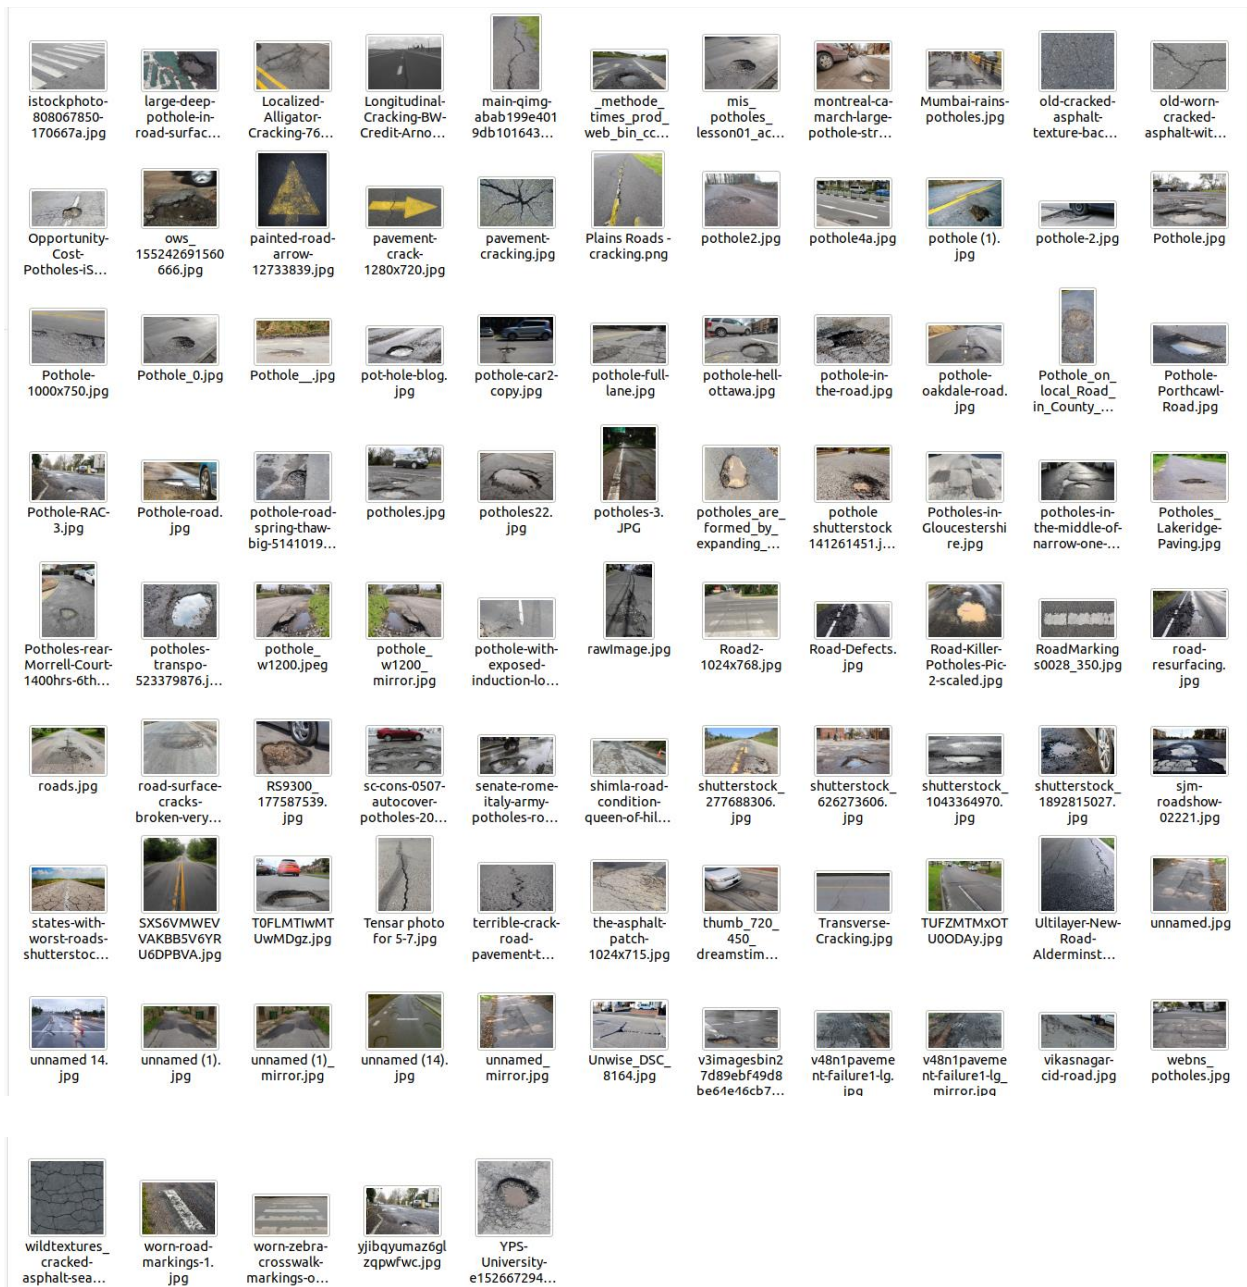 istockphoto-
808067850-
170667a.jpg
large-deep-
pothole-in-
road-surfac...
Localized-
Alligator-
Cracking-76...
Longitudinal-
Cracking-BW-
Credit-Arno...
main-qimg-
abab199e401
9db101643...
_methode_
times_prod_
web_bin_cc...
mis_
potholes_
lesson01_ac...
montreal-ca-
march-large-
pothole-str...
Mumbai-rains-
potholes.jpg
old-cracked-
asphalt-
texture-bac...
old-worn-
cracked-
asphalt-wit...
Opportunity-
Cost-
Potholes-iS...
ows_
155242691560
666.jpg
painted-road-
arrow-
12733839.jpg
pavement-
crack-
1280x720.jpg
pavement-
cracking.jpg
Plains Roads -
cracking.png
pothole2.jpg
pothole4a.jpg
pothole (1).
jpg
pothole-2.jpg
Pothole.jpg
Pothole-
1000x750.jpg
Pothole_0.jpg
Pothole__.jpg
pot-hole-blog.
jpg
pothole-car2-
copy.jpg
pothole-full-
lane.jpg
pothole-hell-
ottawa.jpg
pothole-in-
the-road.jpg
pothole-
oakdale-road.
jpg
Pothole_on_
local_Road_
in_County_...
Pothole-
Porthcawl-
Road.jpg
Pothole-RAC-
3.jpg
Pothole-road.
jpg
pothole-road-
spring-thaw-
big-5141019...
potholes.jpg
potholes22.
jpg
potholes-3.
JPG
potholes_are_
formed_by_
expanding_...
pothole
shutterstock
141261451.j...
Potholes-in-
Gloucestershi
re.jpg
potholes-in-
the-middle-of-
narrow-one-...
Potholes_
Lakeridge-
Paving.jpg
Potholes-rear-
Morrell-Court-
1400hrs-6th...
potholes-
transpo-
523379876.j...
pothole_
w1200.jpeg
pothole_
w1200_
mirror.jpg
pothole-with-
exposed-
induction-lo...
rawImage.jpg
Road2-
1024x768.jpg
Road-Defects.
jpg
Road-Killer-
Potholes-Pic-
2-scaled.jpg
RoadMarking
s0028_350.jpg
road-
resurfacing.
jpg
roads.jpg
road-surface-
cracks-
broken-very...
RS9300_
177587539.
jpg
sc-cons-0507-
autocover-
potholes-20...
senate-rome-
italy-army-
potholes-ro...
shimla-road-
condition-
queen-of-hil...
shutterstock_
277688306.
jpg
shutterstock_
626273606.
jpg
shutterstock_
1043364970.
jpg
shutterstock_
1892815027.
jpg
sjm-
roadshow-
02221.jpg
states-with-
worst-roads-
shutterstoc...
SXS6VMWEV
VAKBB5V6YR
U6DPBVA.jpg
T0FLMTIwMT
UwMDgz.jpg
Tensar photo
for 5-7.jpg
terrible-crack-
road-
pavement-t...
the-asphalt-
patch-
1024x715.jpg
thumb_720_
450_
dreamstim...
Transverse-
Cracking.jpg
TUFZMTMxOT
U0ODAy.jpg
Ultilayer-New-
Road-
Alderminst...
unnamed.jpg
unnamed 14.
jpg
unnamed (1).
jpg
unnamed (1)_
mirror.jpg
unnamed (14).
jpg
unnamed_
mirror.jpg
Unwise_DSC_
8164.jpg
v3imagesbin2
7d89ebf49d8
be64e46cb7...
v48n1paveme
nt-failure1-lg.
jpg
v48n1paveme
nt-failure1-lg_
mirror.jpg
vikasnagar-
cid-road.jpg
webns_
potholes.jpg
wildtextures_
cracked-
asphalt-sea...
worn-road-
markings-1.
jpg
worn-zebra-
crosswalk-
markings-o...
yjibqyumaz6gl
zqpwfwc.jpg
YPS-
University-
e152667294...